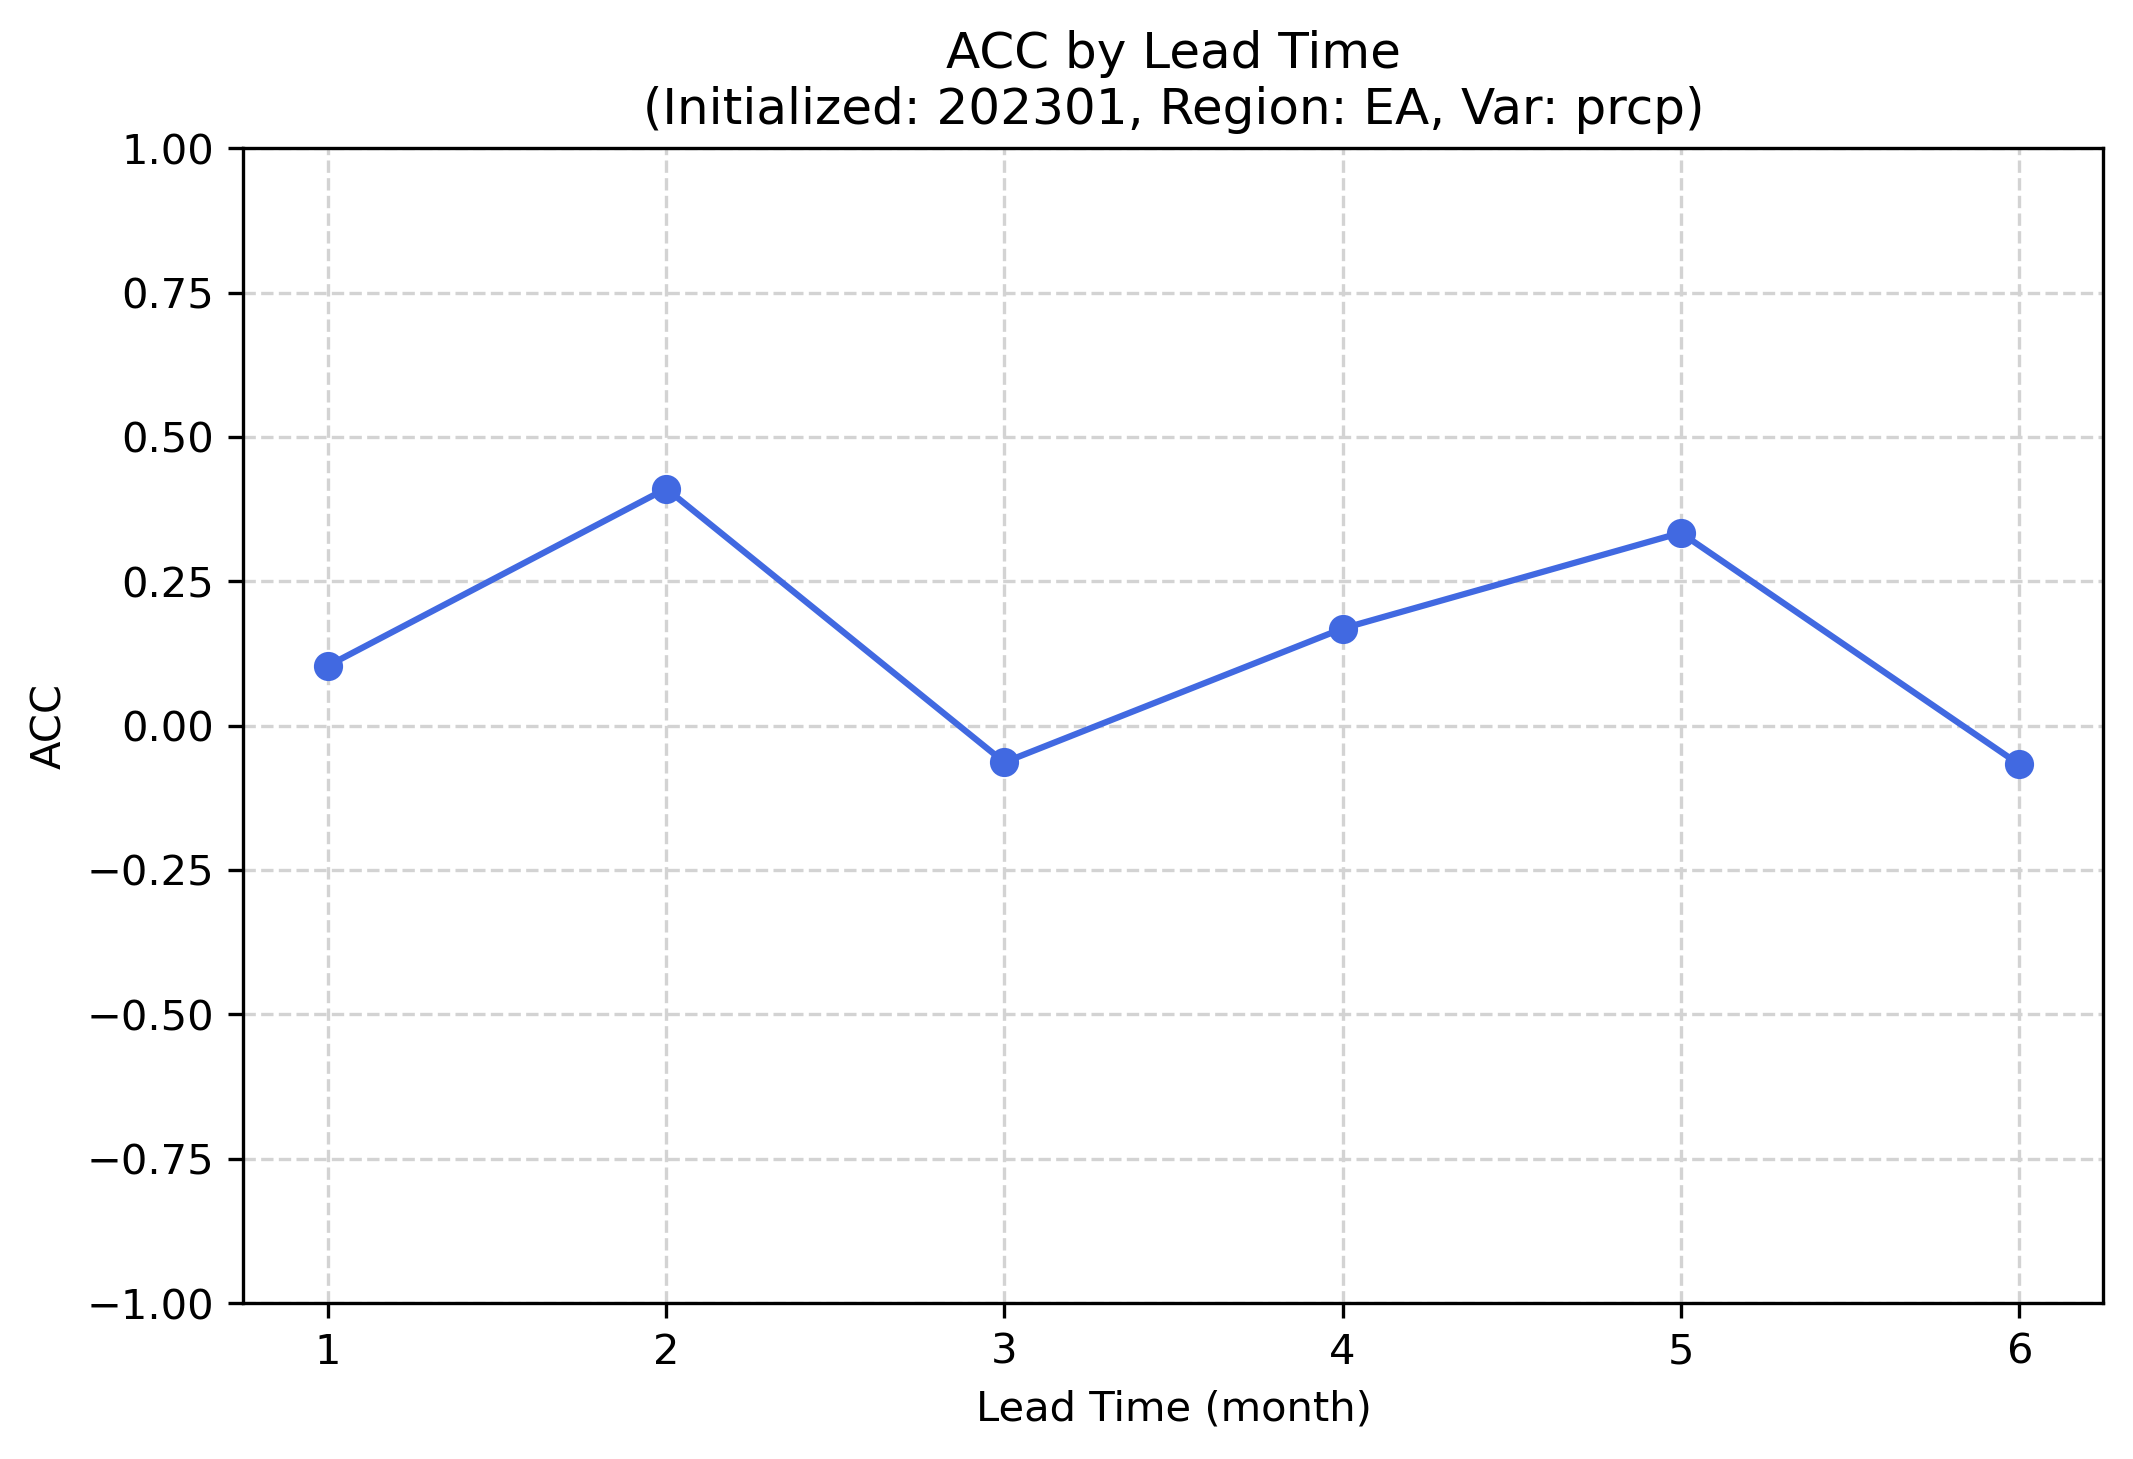 ACC by Lead Time
(Initialized: 202301, Region: EA, Var: prcp)
1.00
0.75
0.50
0.25
0.00
−0.25
−0.50
−0.75
−1.00
ACC
1 2 3 4 5 6
Lead Time (month)